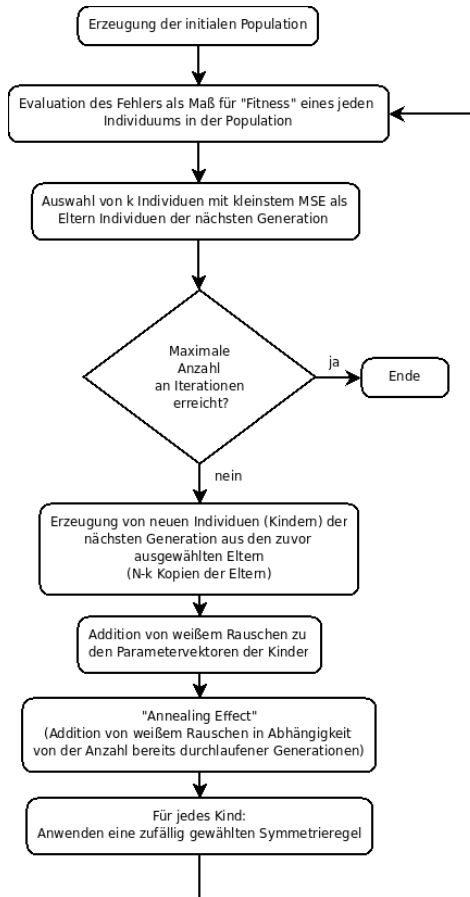 Erzeugung der initialen Population
Evaluation des Fehlers als Maß für "Fitness" eines jeden
Individuums in der Population
Auswahl von k Individuen mit kleinstem MSE als
Eltern Individuen der nächsten Generation
Maximale
Anzahl
an Iterationen
erreicht?
ja
Ende
nein
Erzeugung von neuen Individuen (Kindern) der
nächsten Generation aus den zuvor
ausgewählten Eltern
(N-k Kopien der Eltern)
Addition von weißem Rauschen zu
den Parametervektoren der Kinder
"Annealing Effect"
(Addition von weißem Rauschen in Abhängigkeit
von der Anzahl bereits durchlaufener Generationen)
Für jedes Kind:
Anwenden eine zufällig gewählten Symmetrieregel